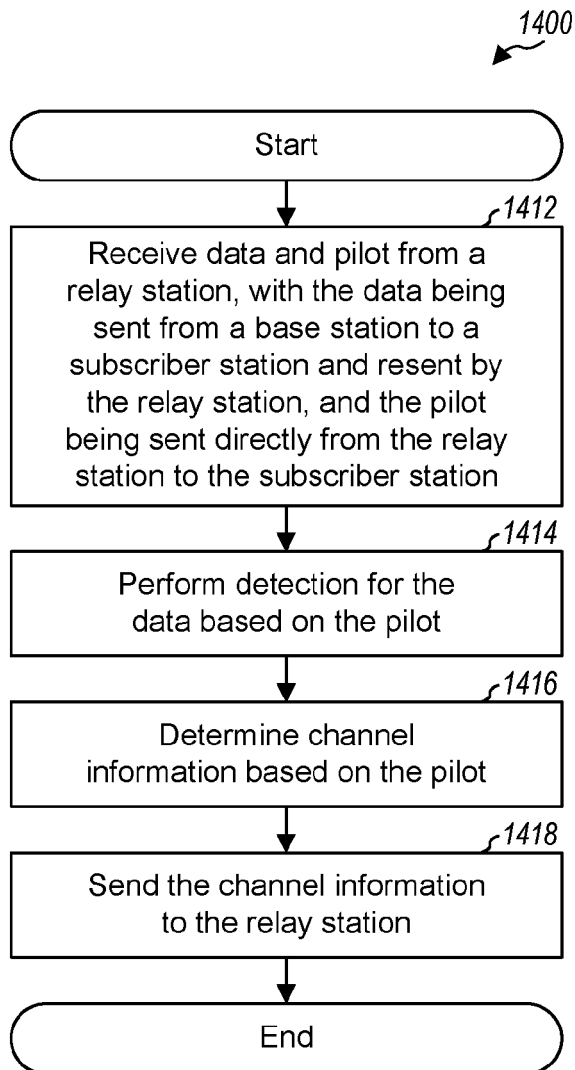 1400
Start
1412
Receive data and pilot from a
relay station, with the data being
sent from a base station to a
subscriber station and resent by
the relay station, and the pilot
being sent directly from the relay
station to the subscriber station
1414
Perform detection for the
data based on the pilot
1416
Determine channel
information based on the pilot
1418
Send the channel information
to the relay station
End